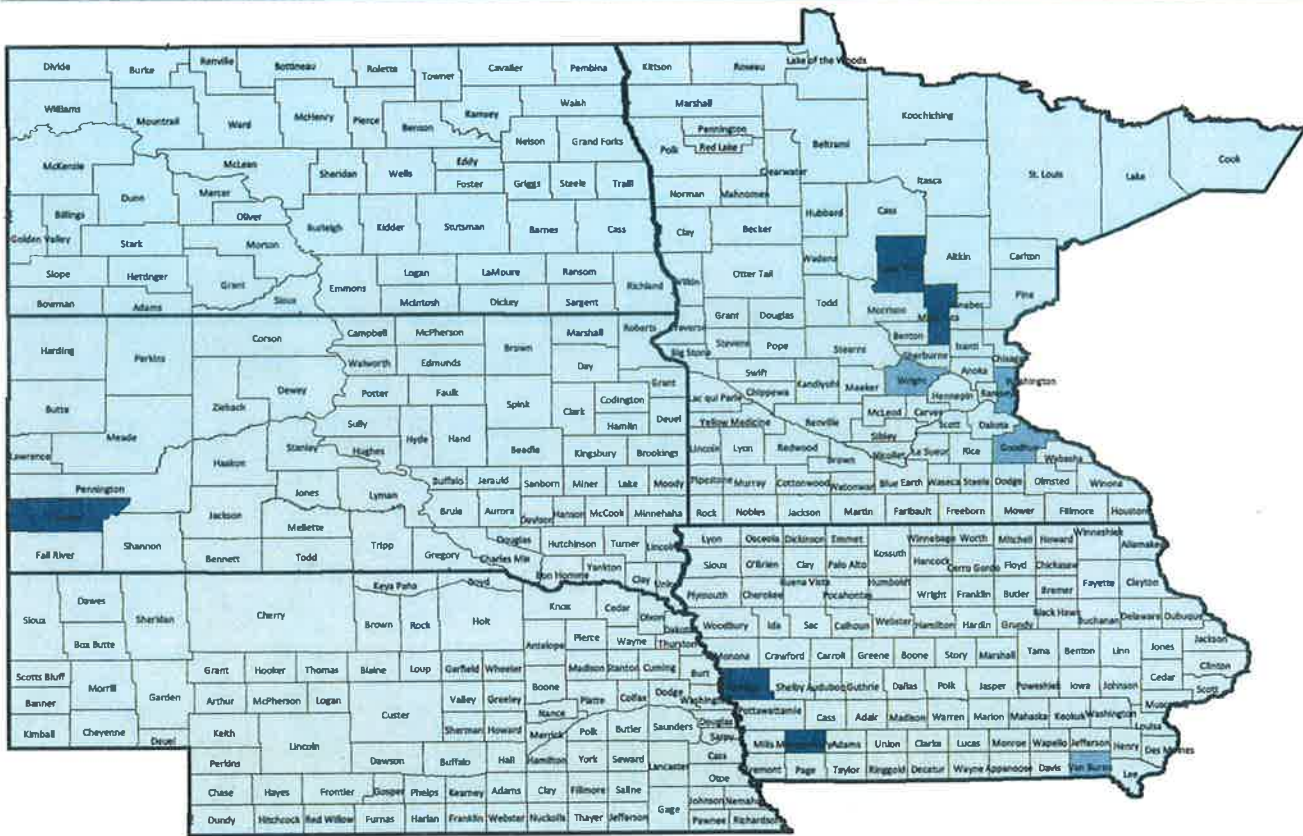 Divide Burke Renville Bottineau Rolette Towner Cavalier Pembina Kittson Roseau Lake of the Woods
Williams Mountrail Ward McHenry Pierce Benson Ramsey Walsh Marshall Koochiching
Pennington
McKenzie McLean Sheridan Wells Eddy Nelson Grand Forks Polk Red Lake Beltrami
Foster Griggs Steele Traill Clearwater Itasca St. Louis Lake Cook
Dunn Mercer Norman Mahnomen
Billings Oliver Hubbard Cass
Golden Valley Stark Morson Burleigh Kidder Stutsman Barnes Cass Clay Becker
Slope Hettinger Grant Emmons Logan LaMoure Ransom Richland Wilkin Otter Tail Wadena Aitkin Carlton
Bowman Adams Sioux McIntosh Dickey Sargent Todd Morrison Pine
Grant Douglas Benton
Harding Perkins Corson Campbell McPherson Brown Marshall Roberts Stevens Pope Stearns Sherburne Isanti Chisago
Walworth Edmunds Day Big Stone Anoka
Butte Meade Ziebach Dewey Potter Faulk Spink Clark Codington Grant Swift Kandiyohi Meeker Wright Hennepin Washington
Sully Hamlin Deuel Lac qui Parle Chippewa McLeod Carver
Lawrence Haakon Stanley Hughes Hyde Hand Beadle Kingsbury Brookings Yellow Medicine Renville Sibley Scott Dakota
Lincoln Lyon Redwood Brown Nicollet Le Sueur Rice Goodhue Wabasha
Pennington Jones Lyman Buffalo Jerauld Sanborn Miner Lake Moody Pipestone Murray Cottonwood Watonwan Blue Earth Waseca Steele Dodge Olmsted Winona
Jackson Mellette Brule Aurora Davison Hanson McCook Minnehaha Rock Nobles Jackson Martin Faribault Freeborn Mower Fillmore Houston
Fall River Shannon Bennett Todd Tripp Gregory Charles Mix Douglas Hutchinson Turner Lincoln
Bon Homme Yankton Clay Union
Lyon Osceola Dickinson Emmet Kossuth Winnebago Worth Mitchell Howard Winneshiek Allamakee
Sioux O'Brien Clay Palo Alto Hancock Cerro Gordo Floyd Chickasaw Fayette Clayton
Plymouth Cherokee Buena Vista Pocahontas Humboldt Wright Franklin Butler Bremer
Woodbury Ida Sac Calhoun Webster Hamilton Hardin Grundy Black Hawk Buchanan Delaware Dubuque
Monona Crawford Carroll Greene Boone Story Marshall Tama Benton Linn Jones Jackson
Shelby Audubon Guthrie Dallas Polk Jasper Poweshiek Iowa Johnson Cedar Clinton Scott
Pottawattamie Cass Adair Madison Warren Marion Mahaska Keokuk Washington Louisa
Mills Adams Union Clarke Lucas Monroe Wapello Jefferson Henry Des Moines
Page Taylor Ringgold Decatur Wayne Appanoose Davis Van Buren Lee
Sioux Dawes Sheridan Cherry Keya Paha Boyd Knox Cedar Dixon
Box Butte Brown Rock Holt Antelope Pierce Wayne Thurston
Scotts Bluff Morrill Garden Grant Hooker Thomas Blaine Loup Garfield Wheeler Madison Stanton Cuming Burt
Banner Arthur McPherson Logan Custer Valley Greeley Boone Platte Colfax Dodge Washington
Kimball Cheyenne Deuel Keith Lincoln Sherman Howard Nance Merrick Polk Butler Saunders Douglas Sarpy
Perkins Dawson Buffalo Hall Hamilton York Seward Lancaster Cass Otoe
Chase Hayes Frontier Gosper Phelps Kearney Adams Clay Fillmore Saline Gage Johnson Nemaha
Dundy Hitchcock Red Willow Furnas Harlan Franklin Webster Nuckolls Thayer Jefferson Pawnee Richardson